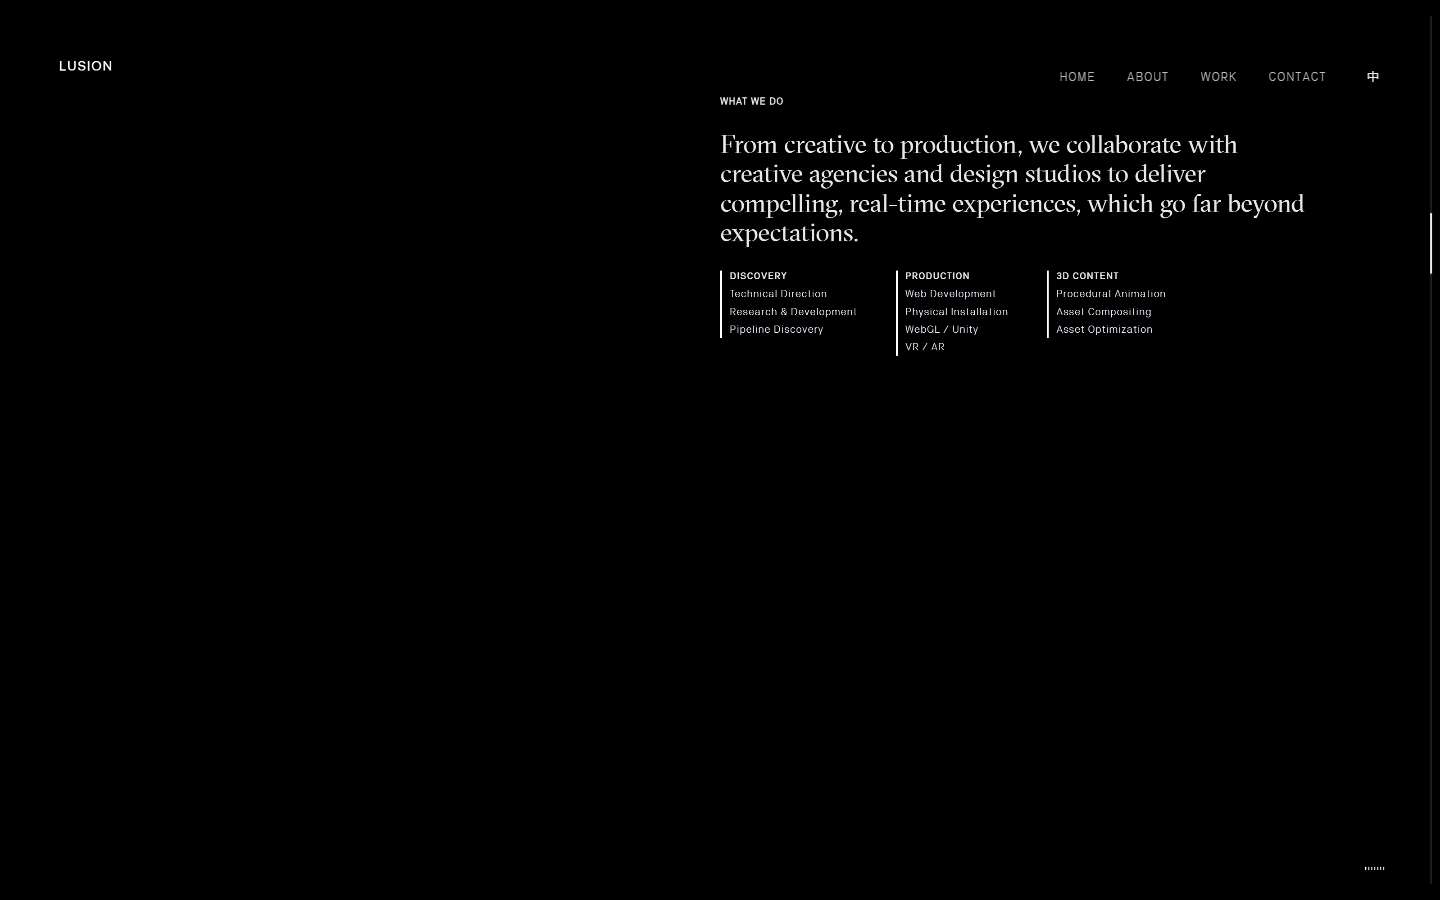 LUSION
HOME ABOUT WORK CONTACT 中
WHAT WE DO
From creative to production, we collaborate with
creative agencies and design studios to deliver
compelling, real-time experiences, which go far beyond
expectations.
DISCOVERY
Technical Direction
Research & Development
Pipeline Discovery
PRODUCTION
Web Development
Physical Installation
WebGL / Unity
VR / AR
3D CONTENT
Procedural Animation
Asset Compositing
Asset Optimization